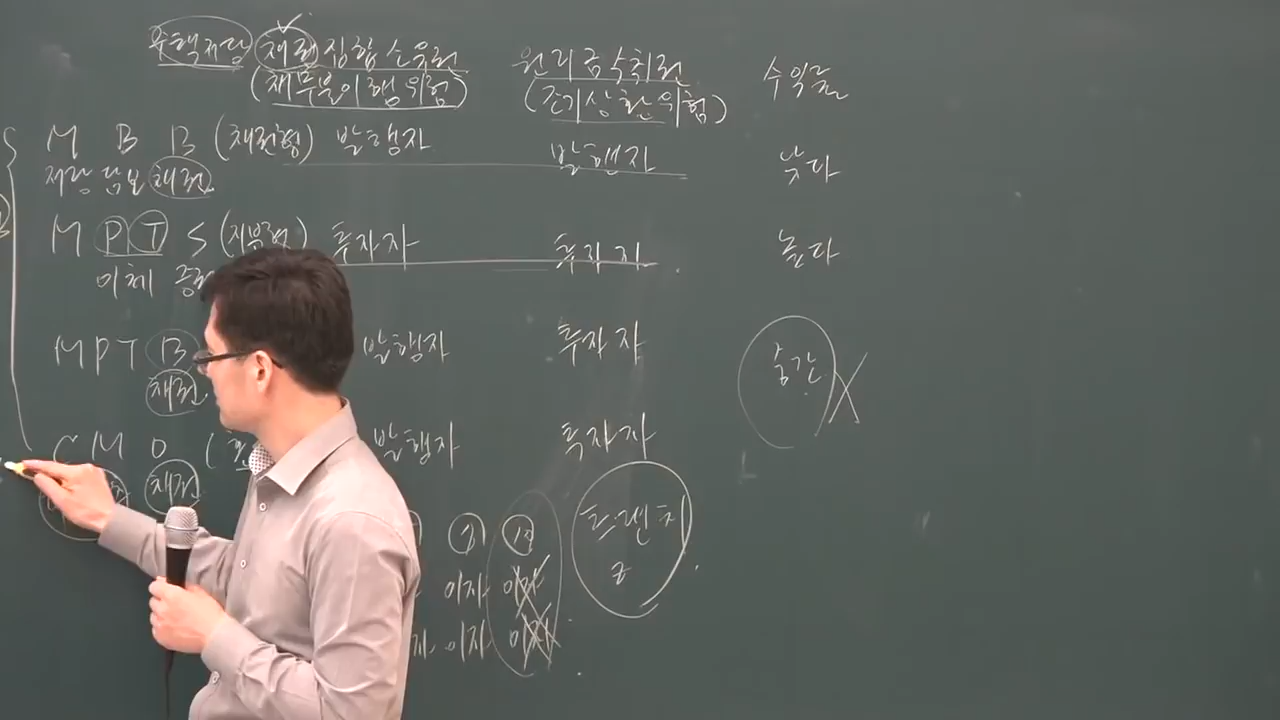 주택저당 채권 집합 소유권 원리금수취권 수익률
(채무불이행위험) (조기상환위험)
M B B (채권형) 발행자 발행자 낮다
저당 담보 채권
M P T S (지분형) 투자자 투자자 높다
이체 증
M P T B 발행자 투자자 중간 X
채권
C M O ( 발행자 투자자
채권
트랜치
이자 이자
이자 이자